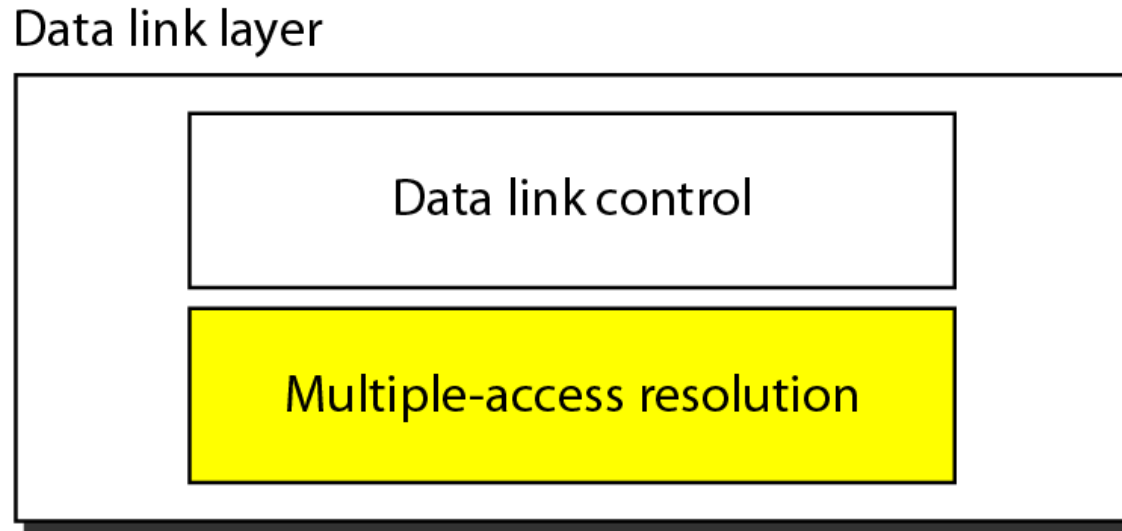 Data link layer
Data link control
Multiple-access resolution